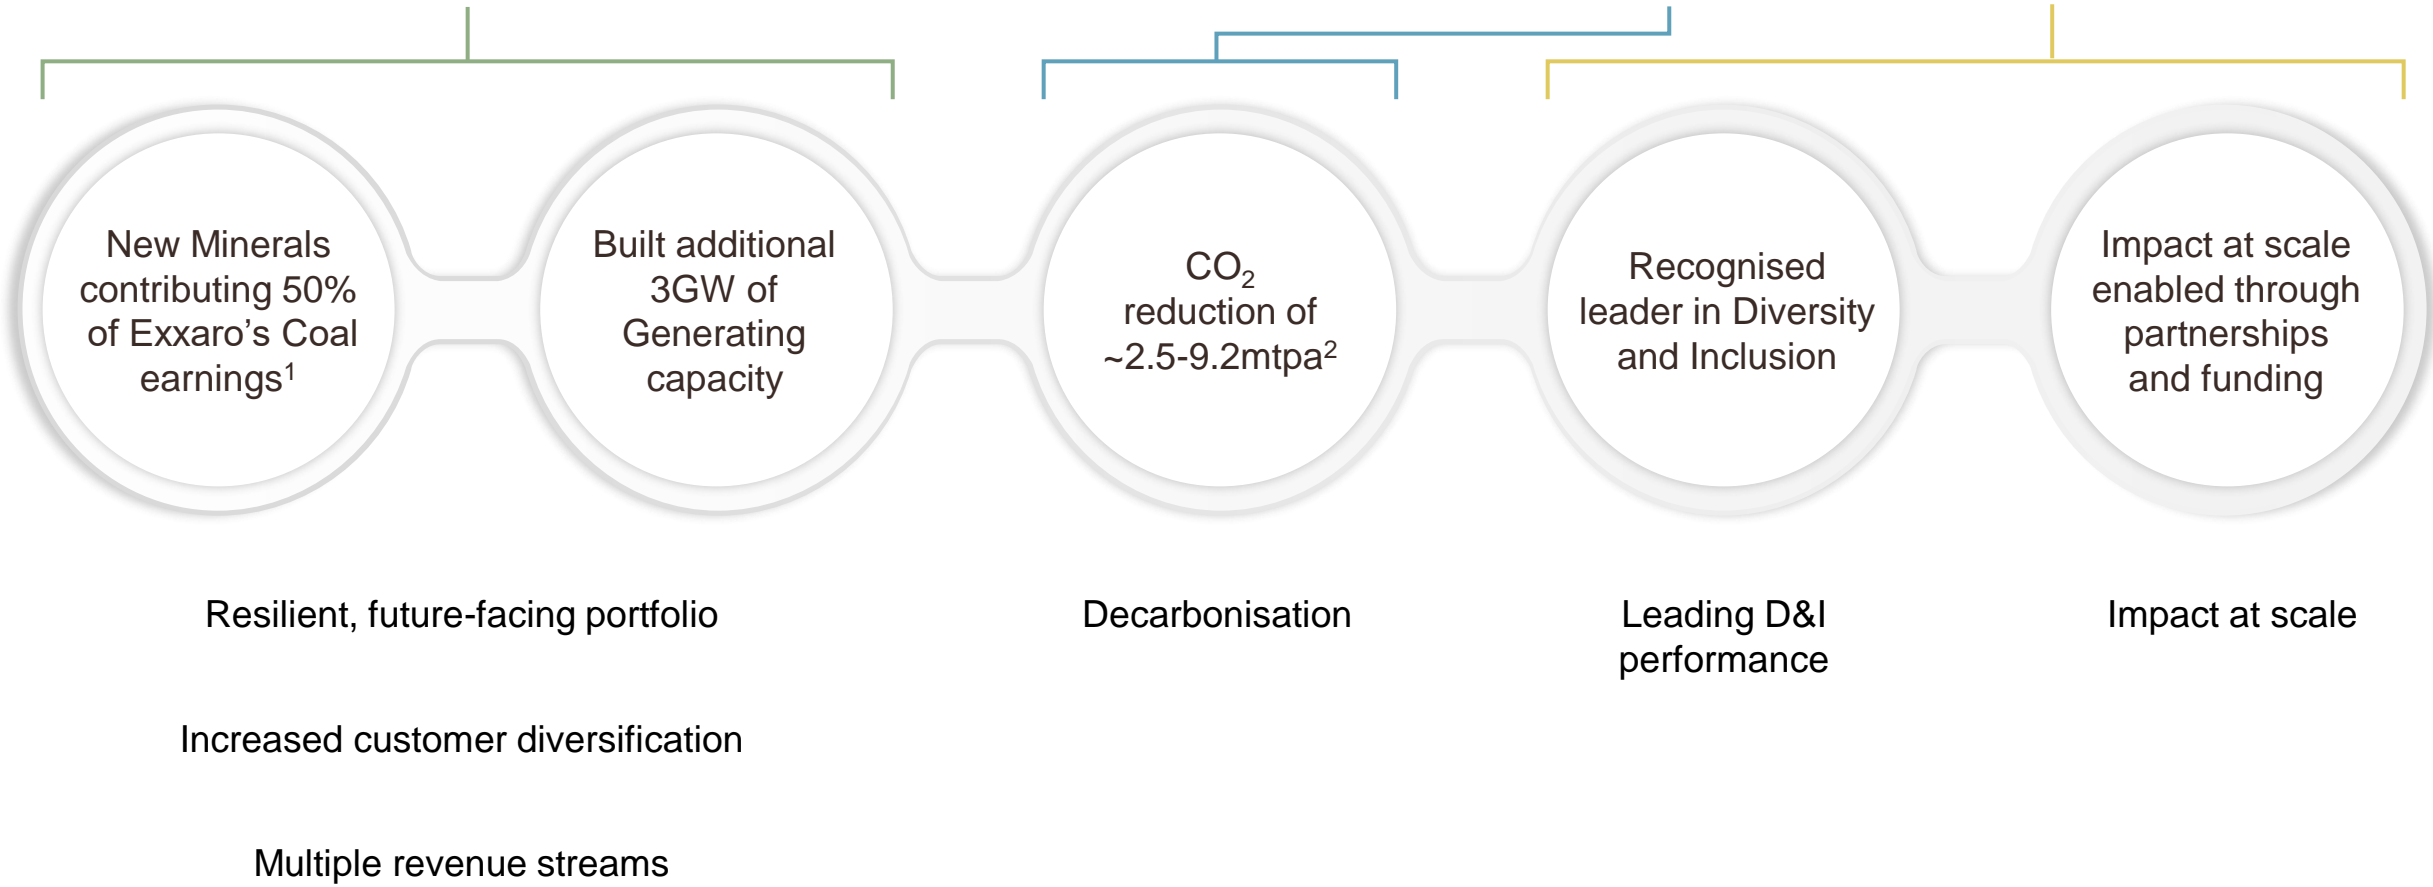 New Minerals
contributing 50%
of Exxaro’s Coal
earnings¹
Built additional
3GW of
Generating
capacity
CO₂
reduction of
~2.5-9.2mtpa²
Recognised
leader in Diversity
and Inclusion
Impact at scale
enabled through
partnerships
and funding
Resilient, future-facing portfolio
Increased customer diversification
Multiple revenue streams
Decarbonisation
Leading D&I
performance
Impact at scale